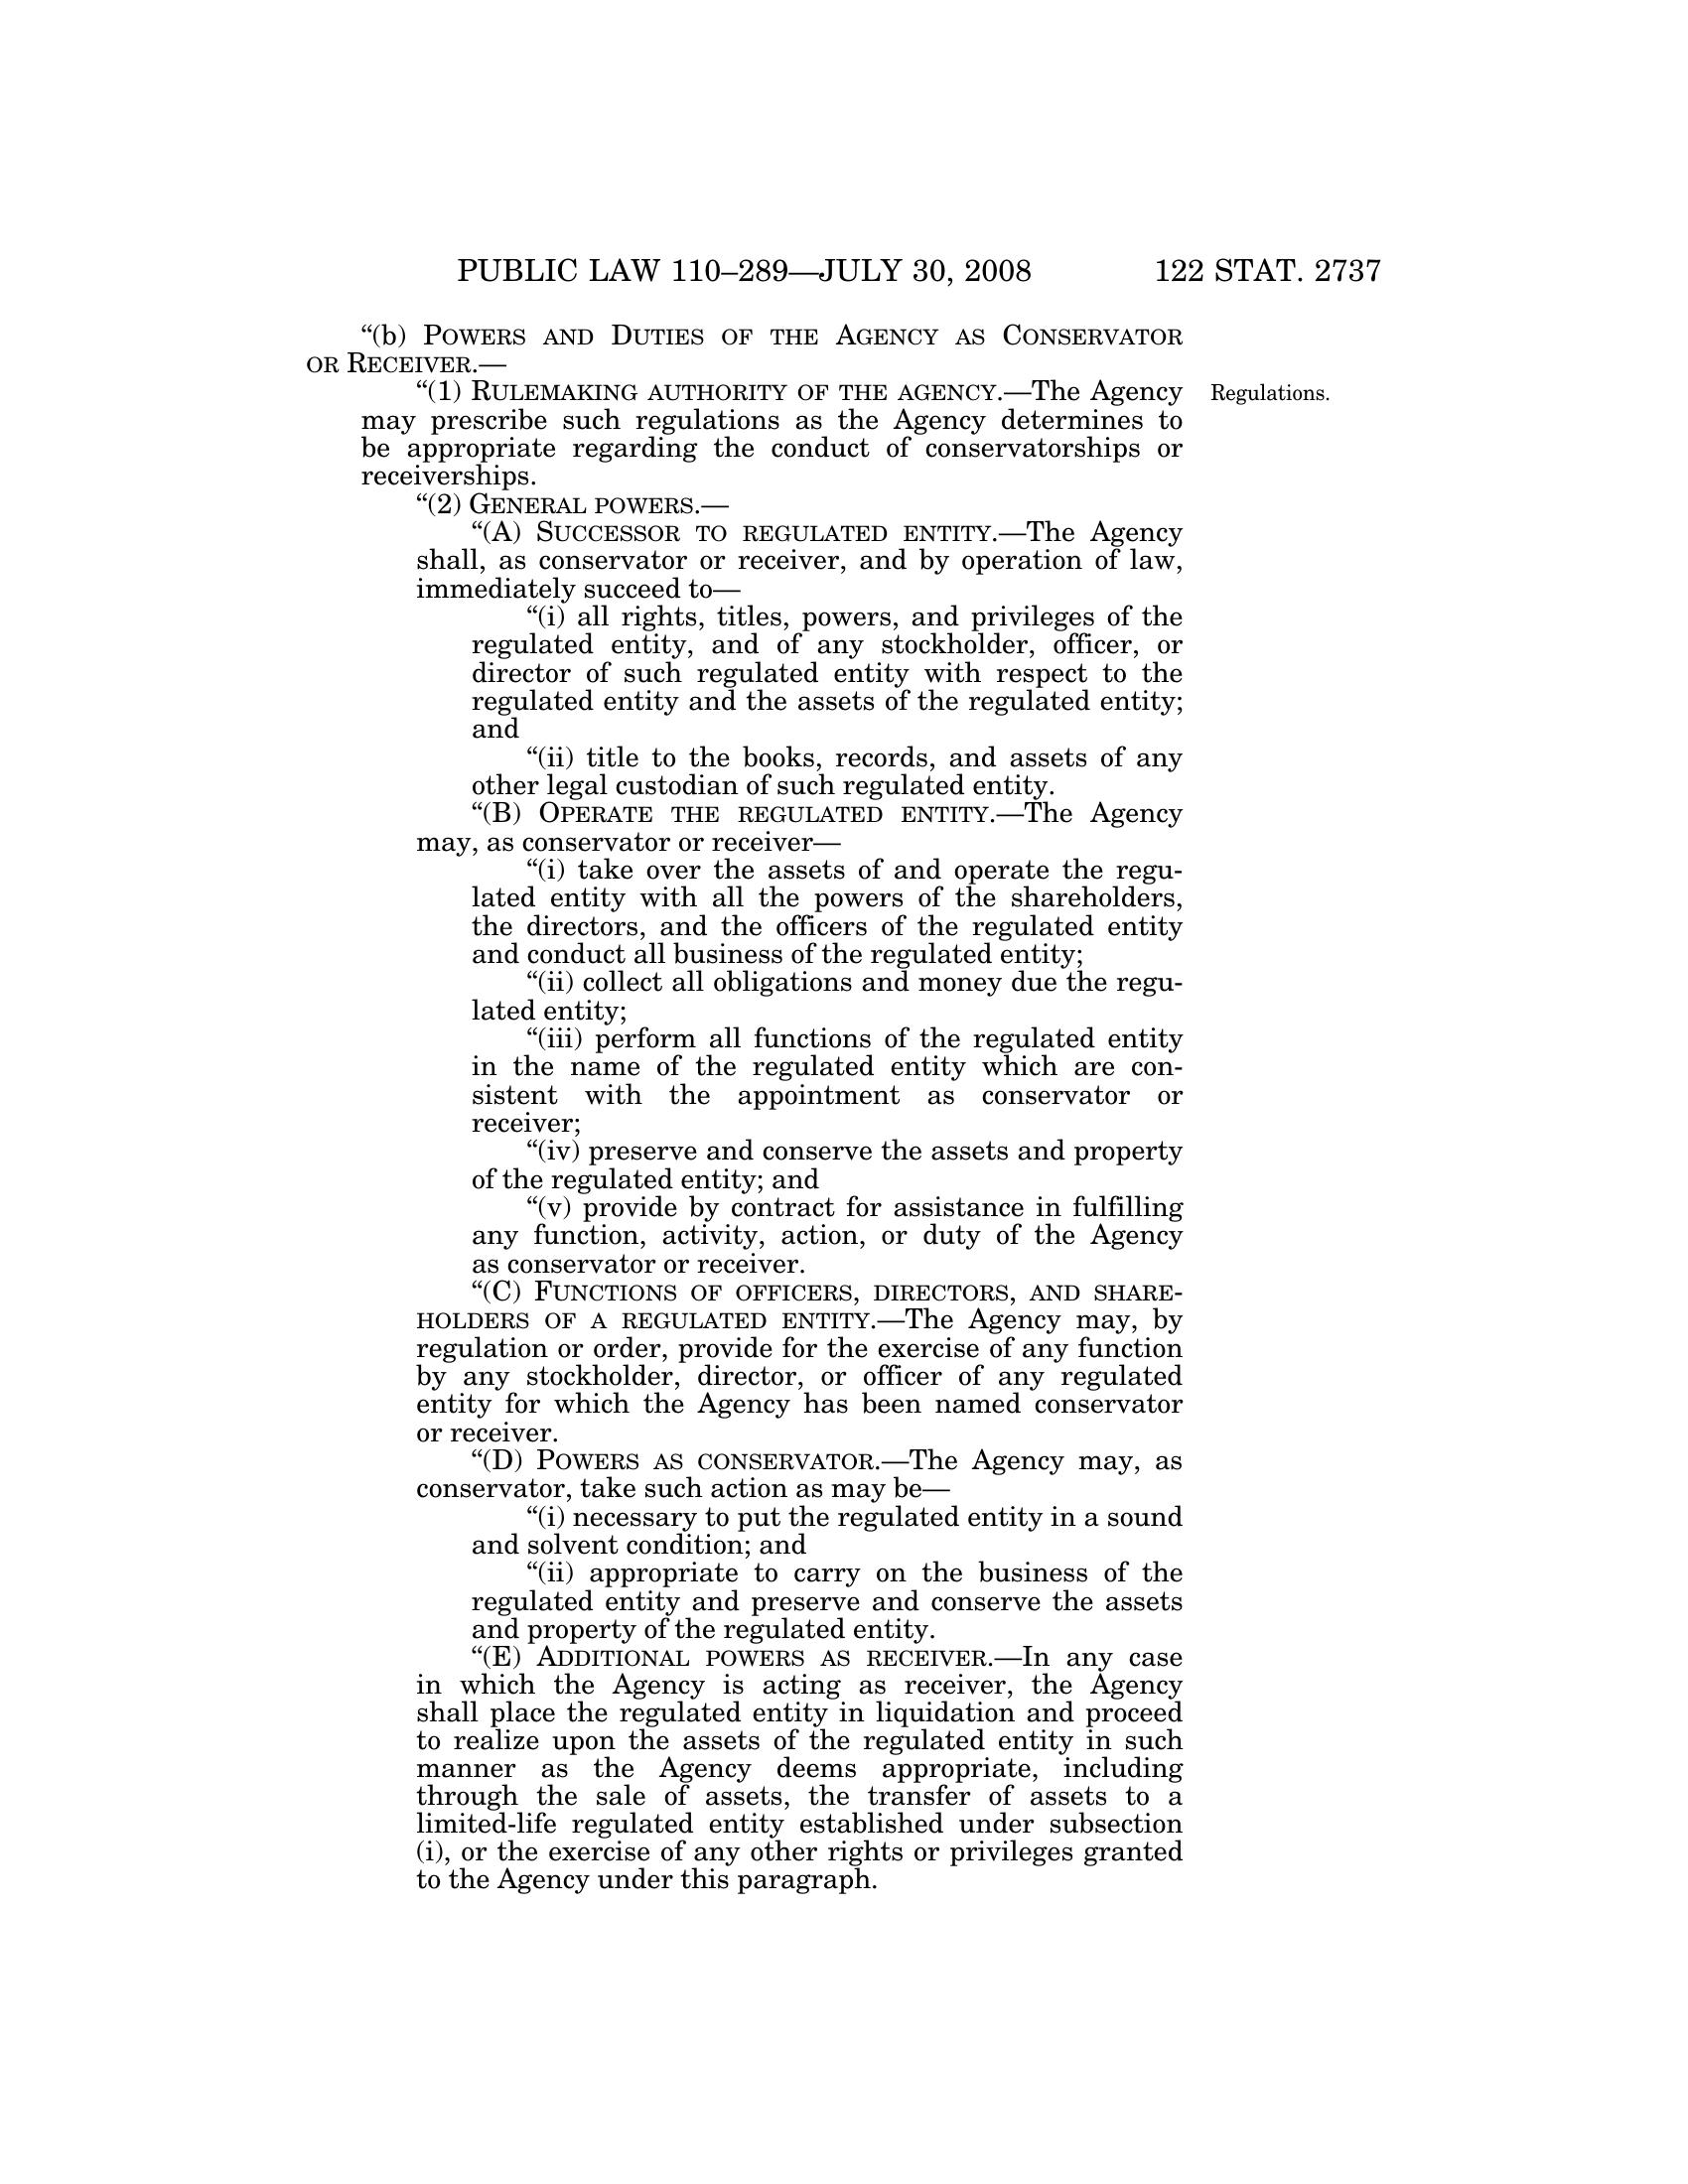 PUBLIC LAW 110–289—JULY 30, 2008 122 STAT. 2737
“(b) POWERS AND DUTIES OF THE AGENCY AS CONSERVATOR
OR RECEIVER.—
“(1) RULEMAKING AUTHORITY OF THE AGENCY.—The Agency
Regulations.
may prescribe such regulations as the Agency determines to
be appropriate regarding the conduct of conservatorships or
receiverships.
“(2) GENERAL POWERS.—
“(A) SUCCESSOR TO REGULATED ENTITY.—The Agency
shall, as conservator or receiver, and by operation of law,
immediately succeed to—
“(i) all rights, titles, powers, and privileges of the
regulated entity, and of any stockholder, officer, or
director of such regulated entity with respect to the
regulated entity and the assets of the regulated entity;
and
“(ii) title to the books, records, and assets of any
other legal custodian of such regulated entity.
“(B) OPERATE THE REGULATED ENTITY.—The Agency
may, as conservator or receiver—
“(i) take over the assets of and operate the regu-
lated entity with all the powers of the shareholders,
the directors, and the officers of the regulated entity
and conduct all business of the regulated entity;
“(ii) collect all obligations and money due the regu-
lated entity;
“(iii) perform all functions of the regulated entity
in the name of the regulated entity which are con-
sistent with the appointment as conservator or
receiver;
“(iv) preserve and conserve the assets and property
of the regulated entity; and
“(v) provide by contract for assistance in fulfilling
any function, activity, action, or duty of the Agency
as conservator or receiver.
“(C) FUNCTIONS OF OFFICERS, DIRECTORS, AND SHARE-
HOLDERS OF A REGULATED ENTITY.—The Agency may, by
regulation or order, provide for the exercise of any function
by any stockholder, director, or officer of any regulated
entity for which the Agency has been named conservator
or receiver.
“(D) POWERS AS CONSERVATOR.—The Agency may, as
conservator, take such action as may be—
“(i) necessary to put the regulated entity in a sound
and solvent condition; and
“(ii) appropriate to carry on the business of the
regulated entity and preserve and conserve the assets
and property of the regulated entity.
“(E) ADDITIONAL POWERS AS RECEIVER.—In any case
in which the Agency is acting as receiver, the Agency
shall place the regulated entity in liquidation and proceed
to realize upon the assets of the regulated entity in such
manner as the Agency deems appropriate, including
through the sale of assets, the transfer of assets to a
limited-life regulated entity established under subsection
(i), or the exercise of any other rights or privileges granted
to the Agency under this paragraph.